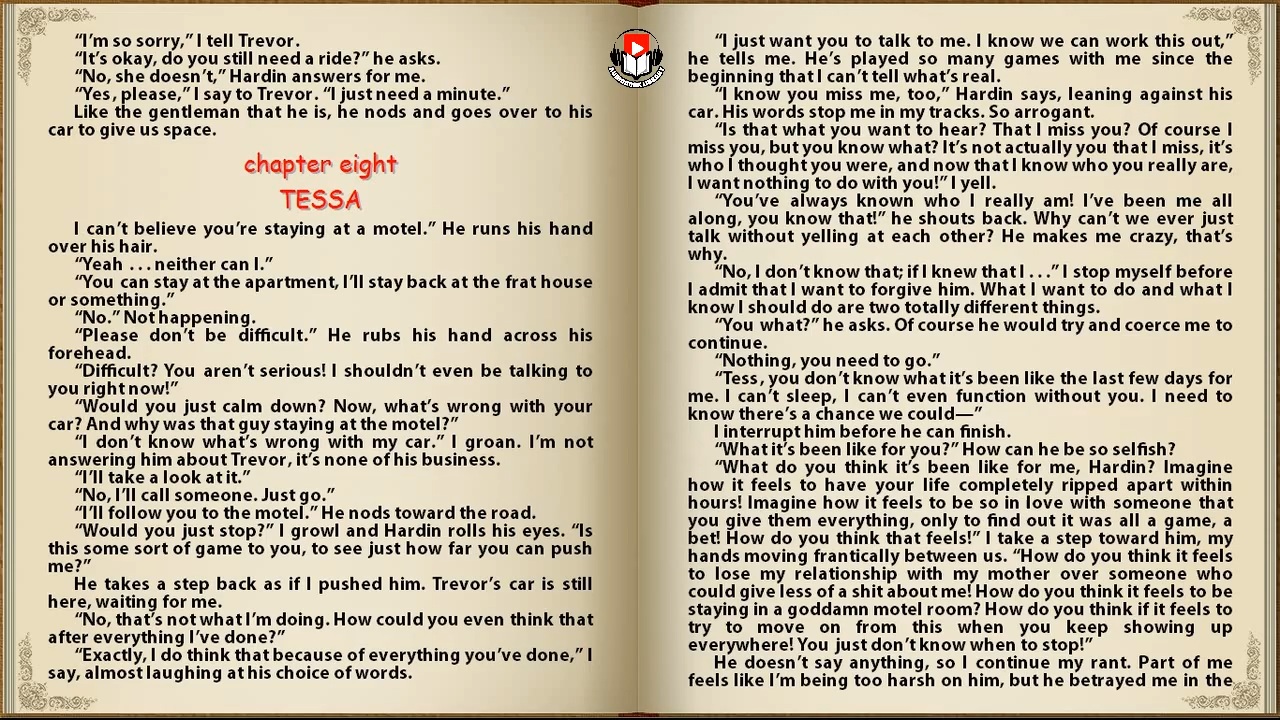 “I’m so sorry,” I tell Trevor.
“It’s okay, do you still need a ride?” he asks.
“No, she doesn’t,” Hardin answers for me.
“Yes, please,” I say to Trevor. “I just need a minute.”
Like the gentleman that he is, he nods and goes over to his
car to give us space.
chapter eight
TESSA
I can’t believe you’re staying at a motel.” He runs his hand
over his hair.
“Yeah . . . neither can I.”
“You can stay at the apartment, I’ll stay back at the frat house
or something.”
“No.” Not happening.
“Please don’t be difficult.” He rubs his hand across his
forehead.
“Difficult? You aren’t serious! I shouldn’t even be talking to
you right now!”
“Would you just calm down? Now, what’s wrong with your
car? And why was that guy staying at the motel?”
“I don’t know what’s wrong with my car.” I groan. I’m not
answering him about Trevor, it’s none of his business.
“I’ll take a look at it.”
“No, I’ll call someone. Just go.”
“I’ll follow you to the motel.” He nods toward the road.
“Would you just stop?” I growl and Hardin rolls his eyes. “Is
this some sort of game to you, to see just how far you can push
me?”
He takes a step back as if I pushed him. Trevor’s car is still
here, waiting for me.
“No, that’s not what I’m doing. How could you even think that
after everything I’ve done?”
“Exactly, I do think that because of everything you’ve done,” I
say, almost laughing at his choice of words.
“I just want you to talk to me. I know we can work this out,”
he tells me. He’s played so many games with me since the
beginning that I can’t tell what’s real.
“I know you miss me, too,” Hardin says, leaning against his
car. His words stop me in my tracks. So arrogant.
“Is that what you want to hear? That I miss you? Of course I
miss you, but you know what? It’s not actually you that I miss, it’s
who I thought you were, and now that I know who you really are,
I want nothing to do with you!” I yell.
“You’ve always known who I really am! I’ve been me all
along, you know that!” he shouts back. Why can’t we ever just
talk without yelling at each other? He makes me crazy, that’s
why.
“No, I don’t know that; if I knew that I . . .” I stop myself before
I admit that I want to forgive him. What I want to do and what I
know I should do are two totally different things.
“You what?” he asks. Of course he would try and coerce me to
continue.
“Nothing, you need to go.”
“Tess, you don’t know what it’s been like the last few days for
me. I can’t sleep, I can’t even function without you. I need to
know there’s a chance we could—”
I interrupt him before he can finish.
“What it’s been like for you?” How can he be so selfish?
“What do you think it’s been like for me, Hardin? Imagine
how it feels to have your life completely ripped apart within
hours! Imagine how it feels to be so in love with someone that
you give them everything, only to find out it was all a game, a
bet! How do you think that feels!” I take a step toward him, my
hands moving frantically between us. “How do you think it feels
to lose my relationship with my mother over someone who
could give less of a shit about me! How do you think it feels to be
staying in a goddamn motel room? How do you think if it feels to
try to move on from this when you keep showing up
everywhere! You just don’t know when to stop!”
He doesn’t say anything, so I continue my rant. Part of me
feels like I’m being too harsh on him, but he betrayed me in the